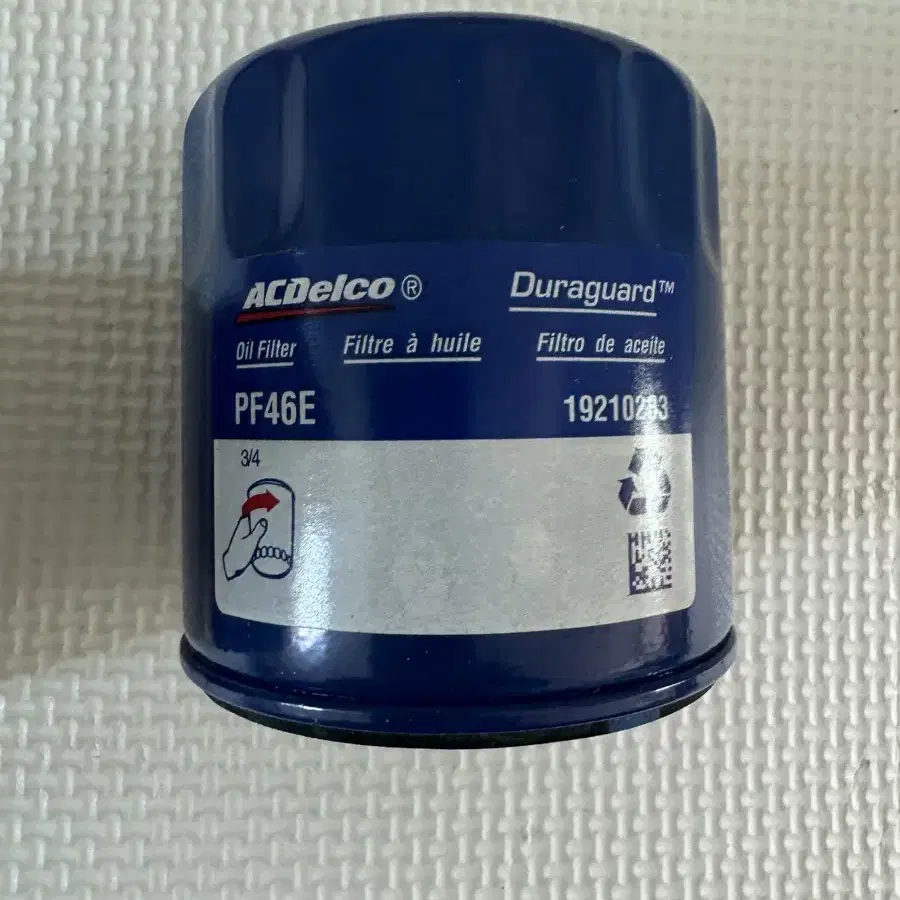 ACDelco® Duraguard™
Oil Filter Filtre à huile Filtro de aceite
PF46E 19210283
3/4